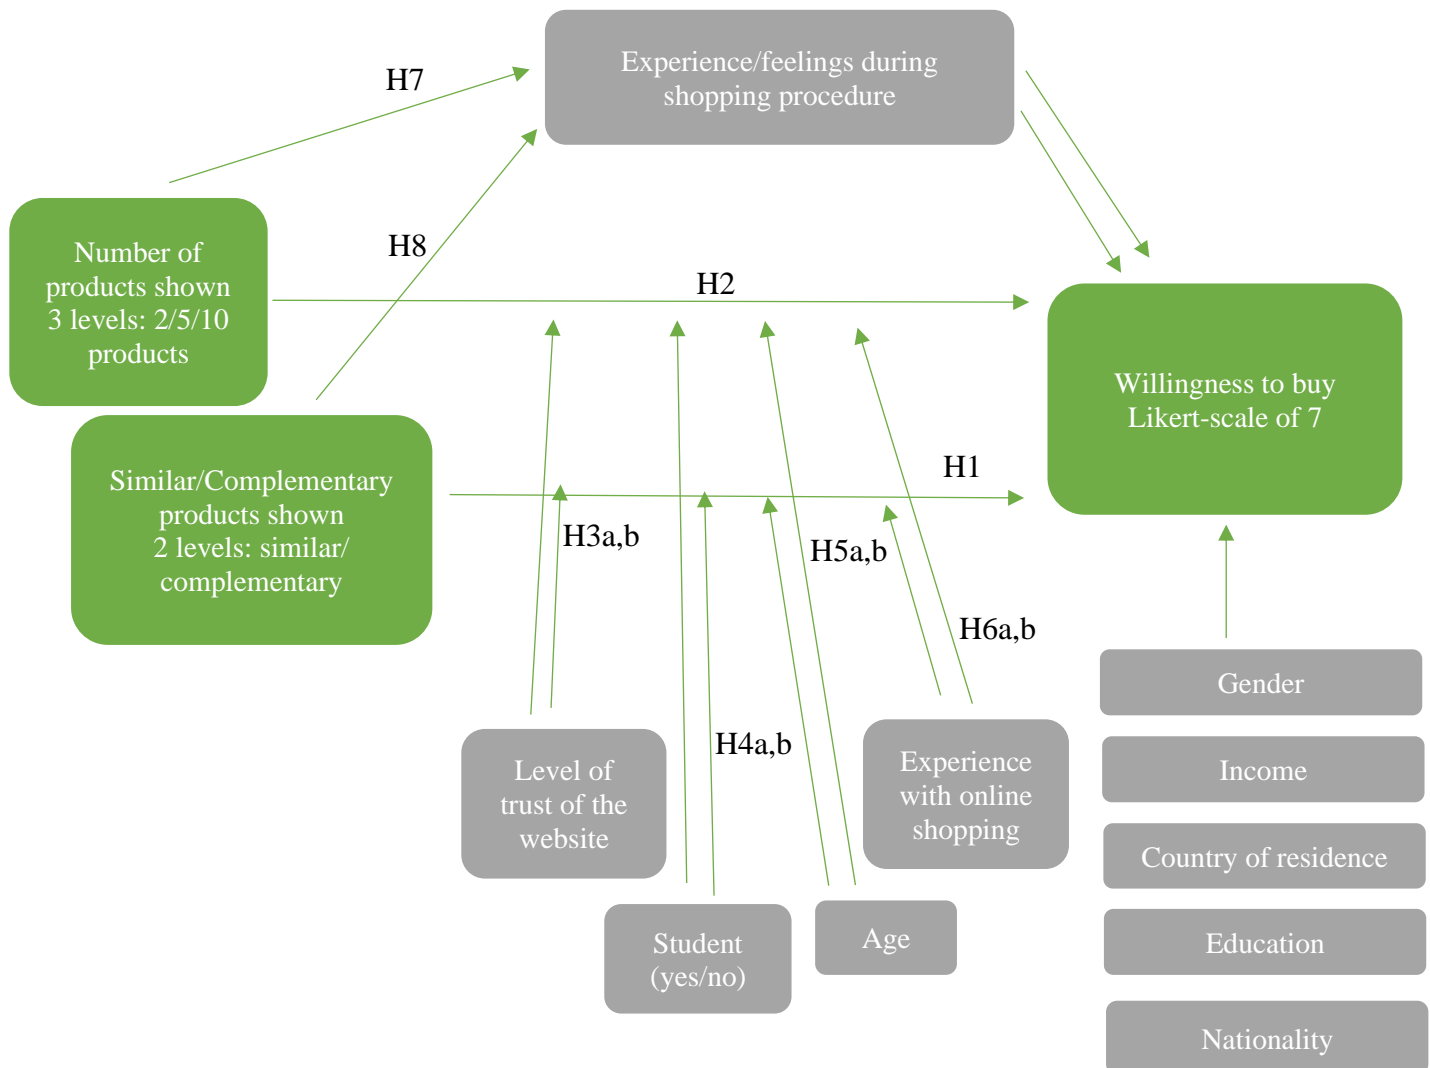 Experience/feelings during
shopping procedure
H7
H8
Number of
products shown
3 levels: 2/5/10
products
H2
Willingness to buy
Likert-scale of 7
Similar/Complementary
products shown
2 levels: similar/
complementary
H1
H3a,b
H5a,b
H6a,b
H4a,b
Level of
trust of the
website
Student
(yes/no)
Age
Experience
with online
shopping
Gender
Income
Country of residence
Education
Nationality